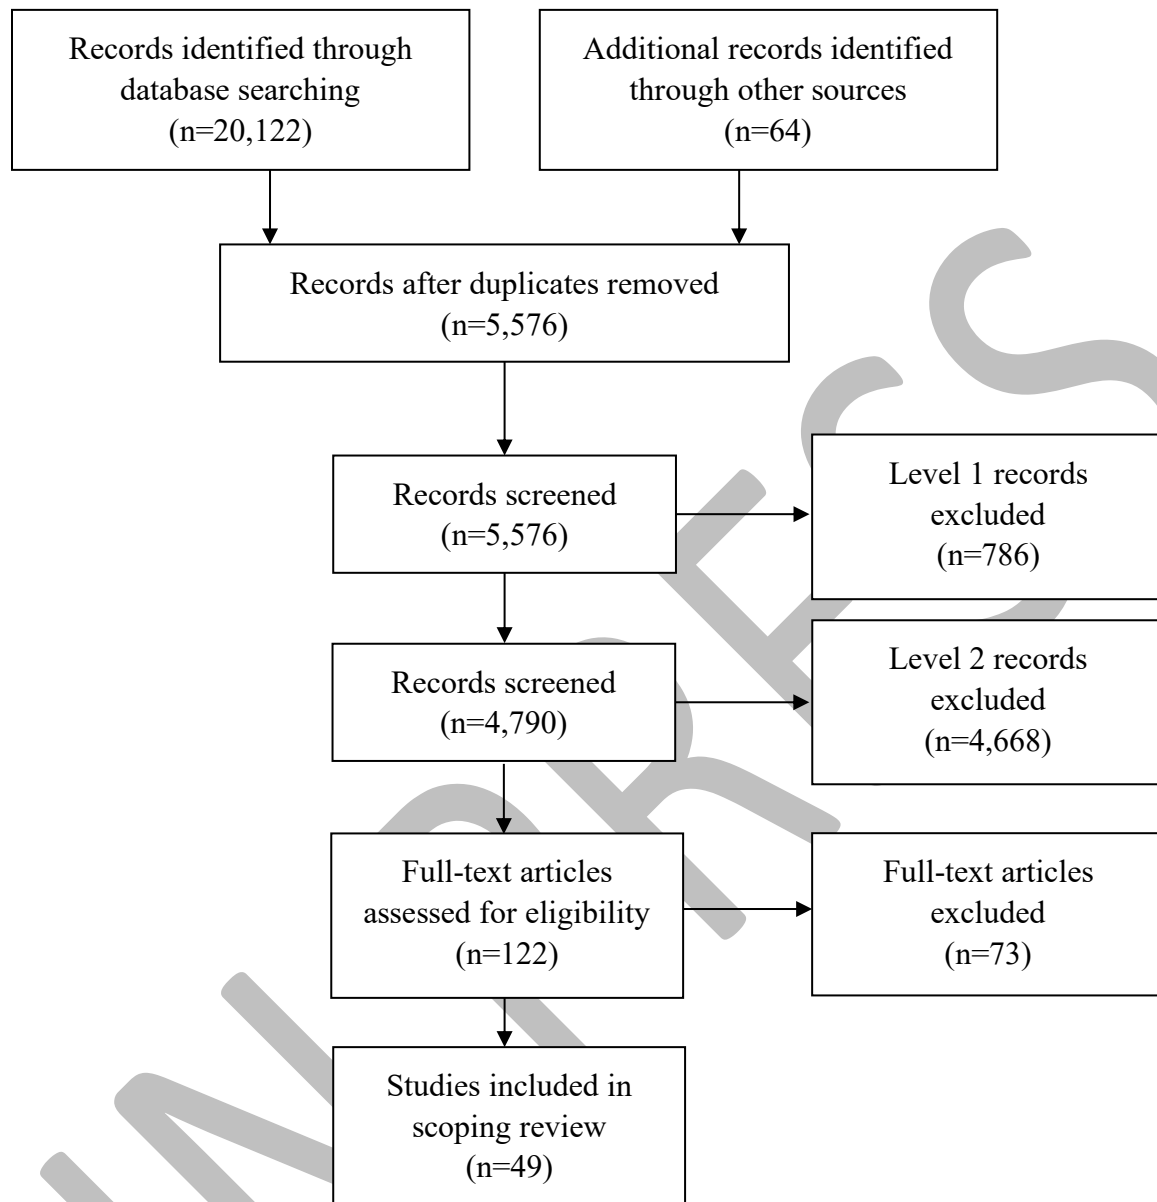 Records identified through
database searching
(n=20,122)
Additional records identified
through other sources
(n=64)
Records after duplicates removed
(n=5,576)
Records screened
(n=5,576)
Level 1 records
excluded
(n=786)
Records screened
(n=4,790)
Level 2 records
excluded
(n=4,668)
Full-text articles
assessed for eligibility
(n=122)
Full-text articles
excluded
(n=73)
Studies included in
scoping review
(n=49)
IN PRESS